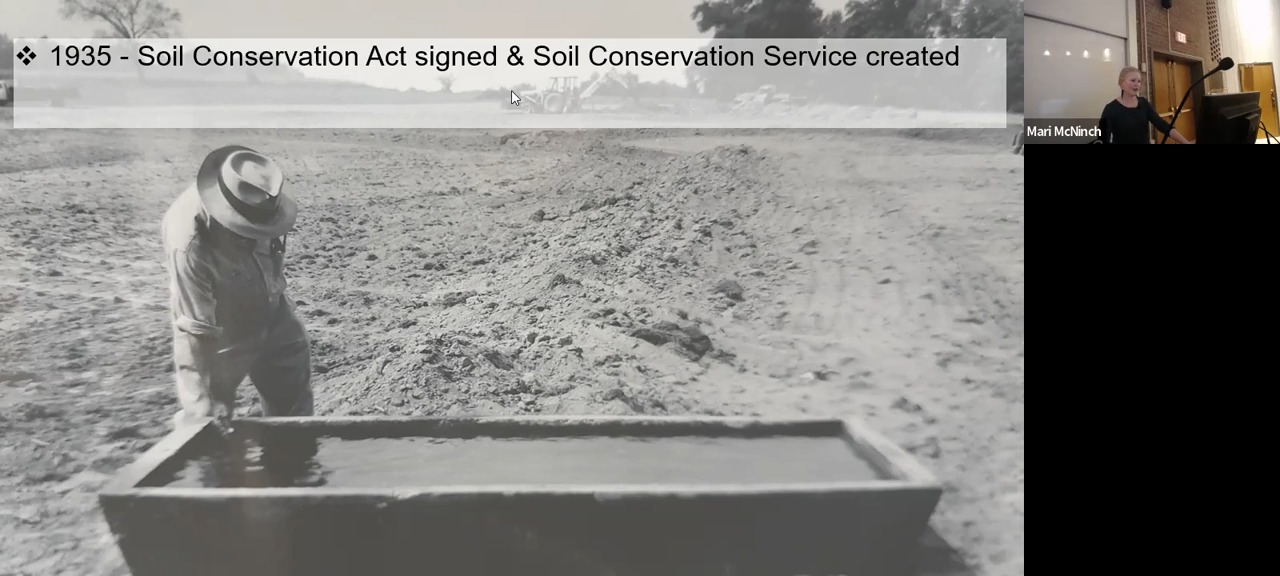 ❖ 1935 - Soil Conservation Act signed & Soil Conservation Service created
Mari McNinch